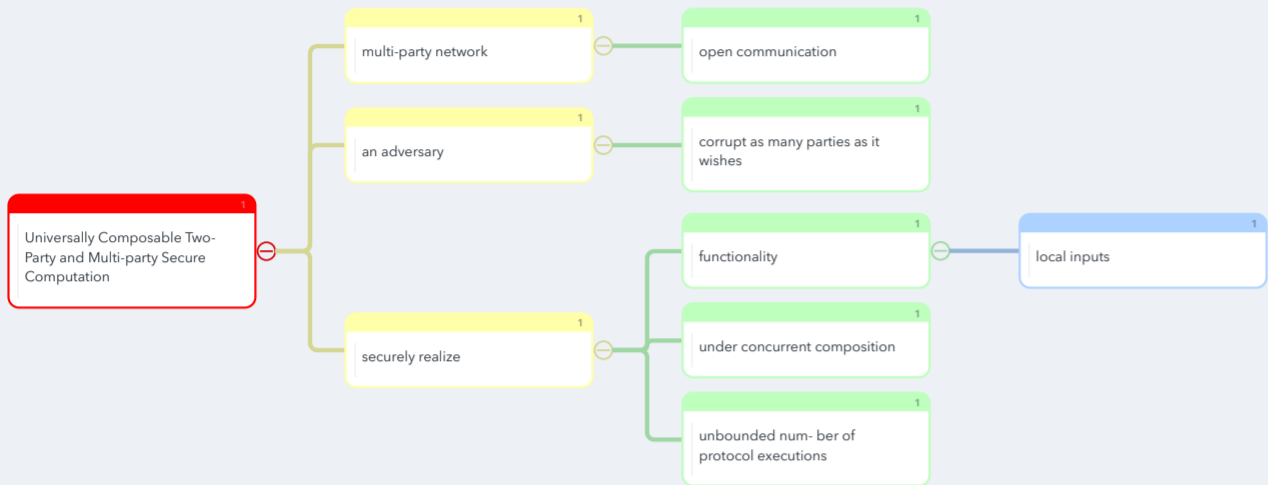 1
Universally Composable Two-
Party and Multi-party Secure
Computation
1
multi-party network
1
open communication
1
an adversary
1
corrupt as many parties as it
wishes
1
securely realize
1
functionality
1
local inputs
1
under concurrent composition
1
unbounded num- ber of
protocol executions